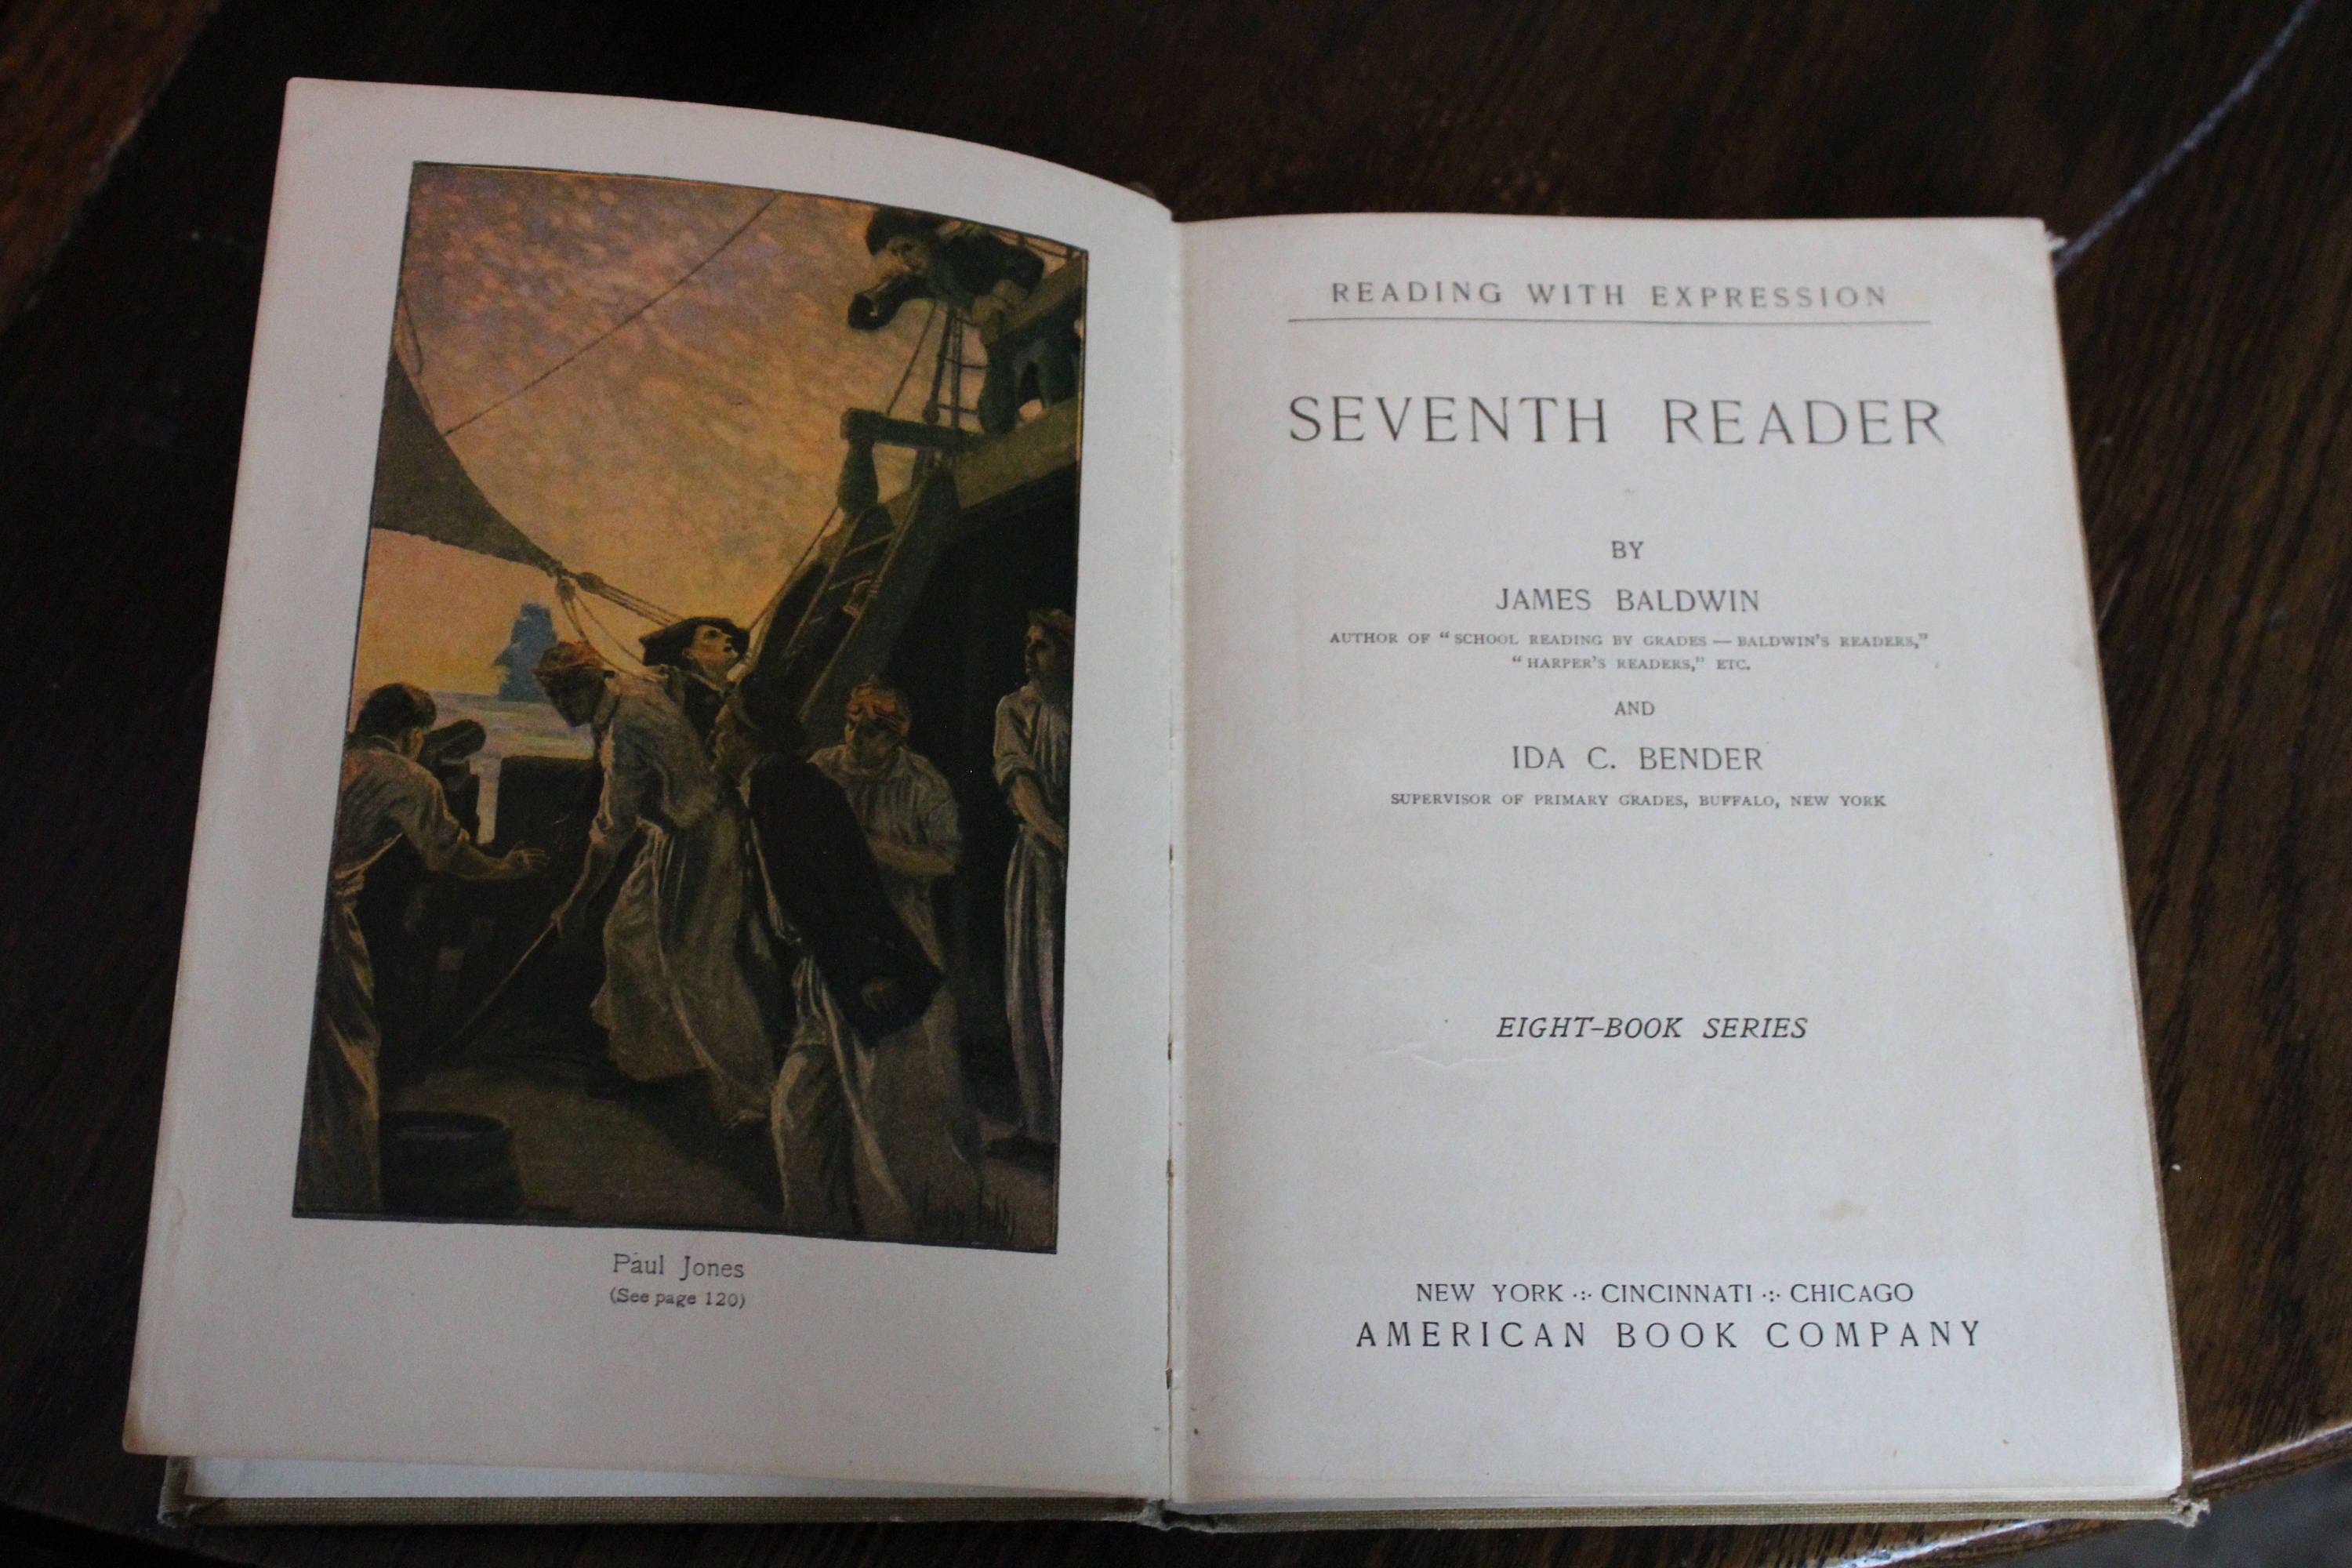 Paul Jones
(See page 120)
READING WITH EXPRESSION
SEVENTH READER
BY
JAMES BALDWIN
AUTHOR OF "SCHOOL READING BY GRADES — BALDWIN'S READERS,"
"HARPER'S READERS," ETC.
AND
IDA C. BENDER
SUPERVISOR OF PRIMARY GRADES, BUFFALO, NEW YORK
EIGHT-BOOK SERIES
NEW YORK ·:· CINCINNATI ·:· CHICAGO
AMERICAN BOOK COMPANY